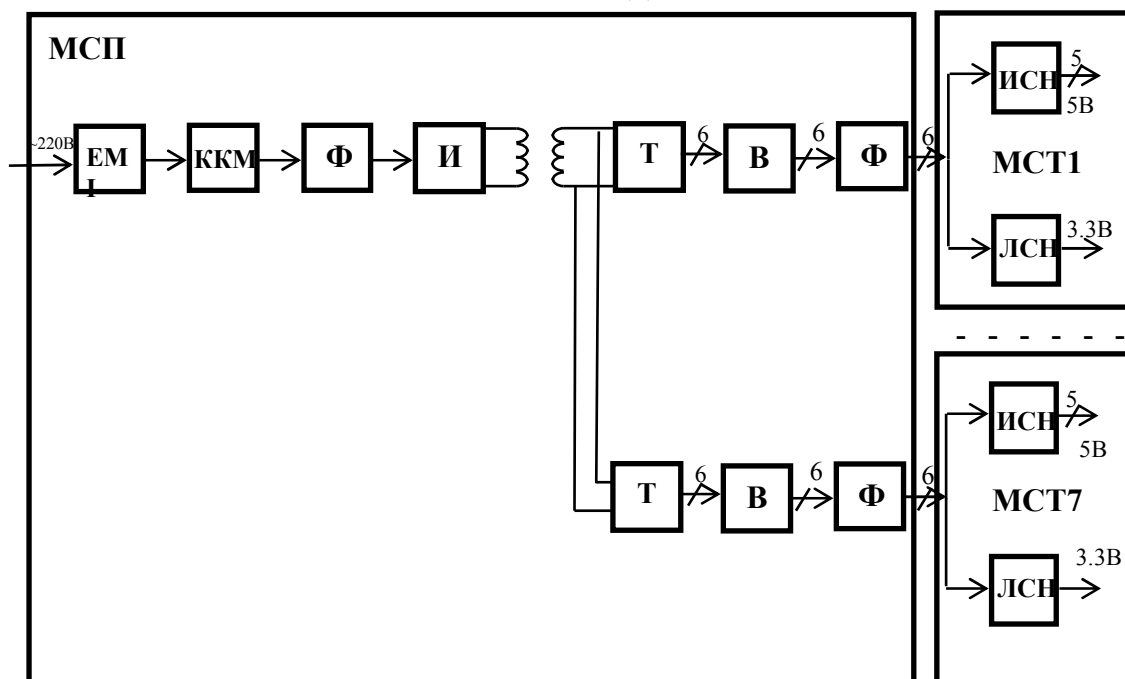 МСП
~220В
ЕМ
І
ККМ
Ф
И
Т
6
В
6
Ф
6
ИСН
5
5В
МСТ1
ЛСН
3.3В
- - - - - -
Т
6
В
6
Ф
6
ИСН
5
5В
МСТ7
ЛСН
3.3В